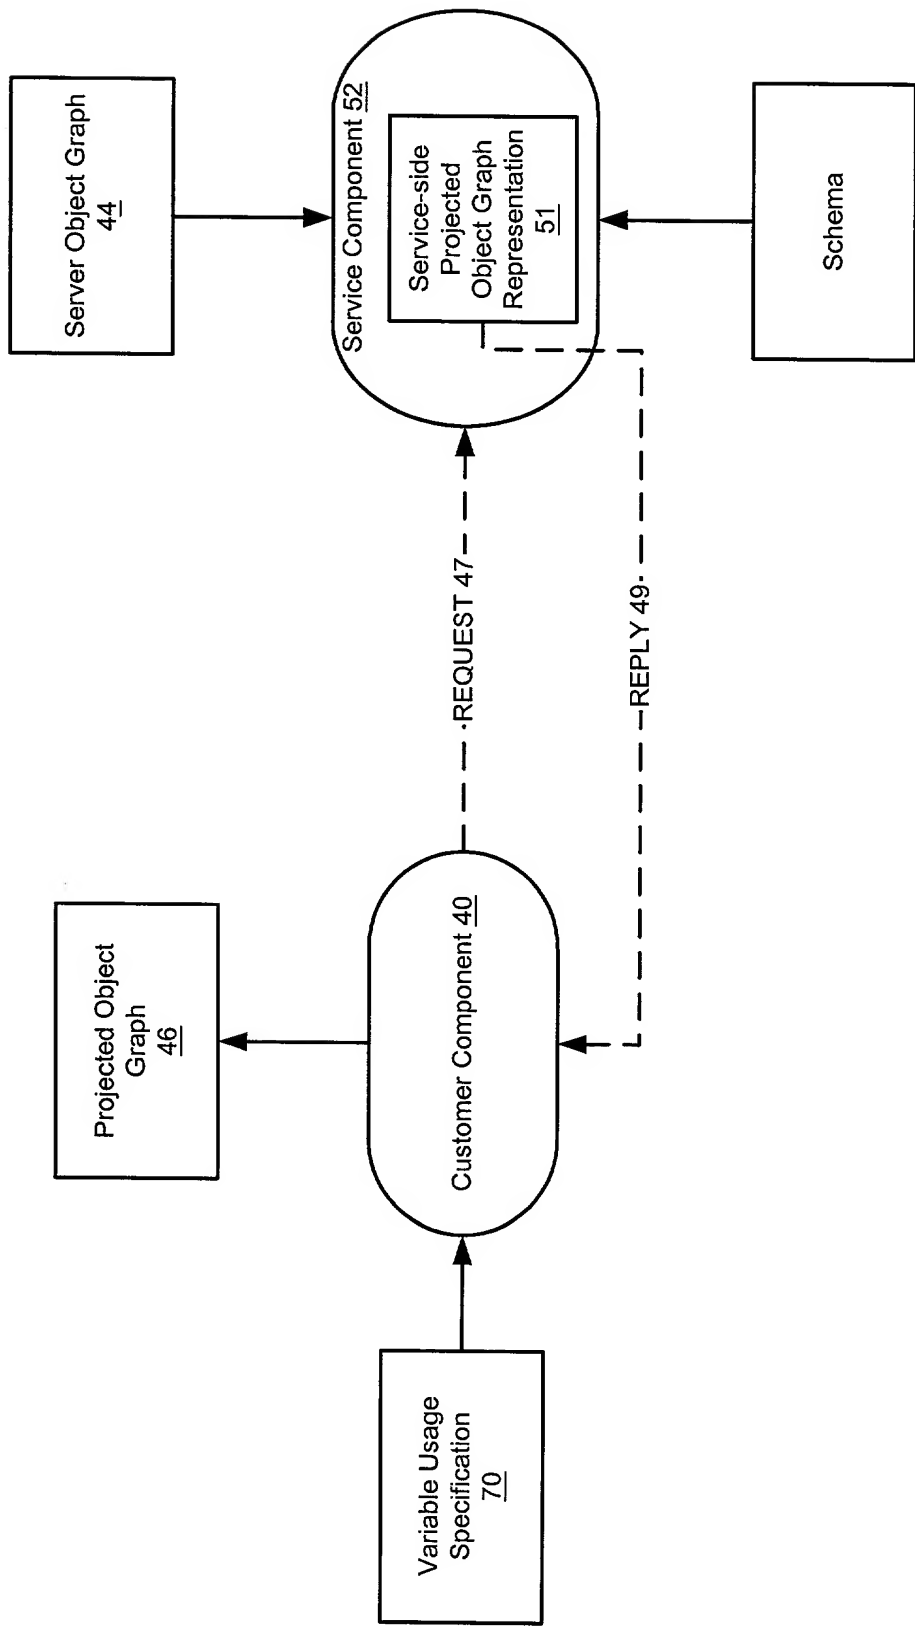 Server Object Graph
44
Service Component 52
Service-side
Projected
Object Graph
Representation
51
Schema
REQUEST 47
REPLY 49
Projected Object
Graph
46
Customer Component 40
Variable Usage
Specification
70